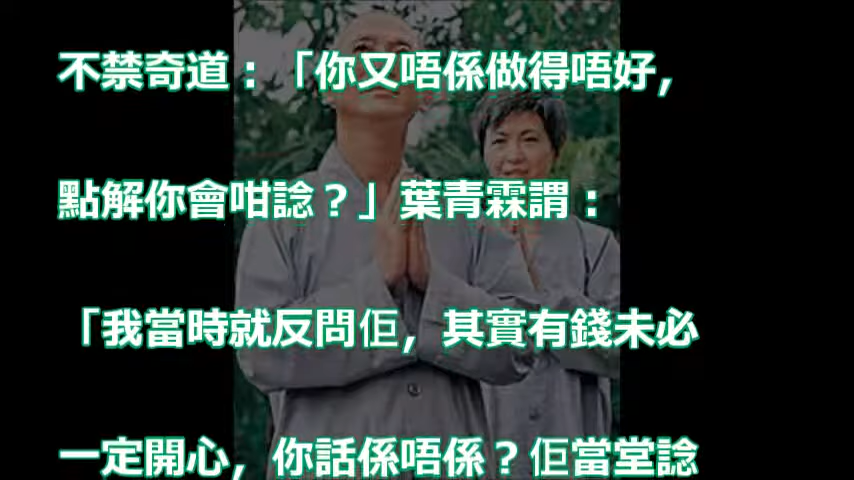 不禁奇道：「你又唔係做得唔好，
點解你會咁諗？」葉青霖謂：
「我當時就反問佢，其實有錢未必
一定開心，你話係唔係？佢當堂諗